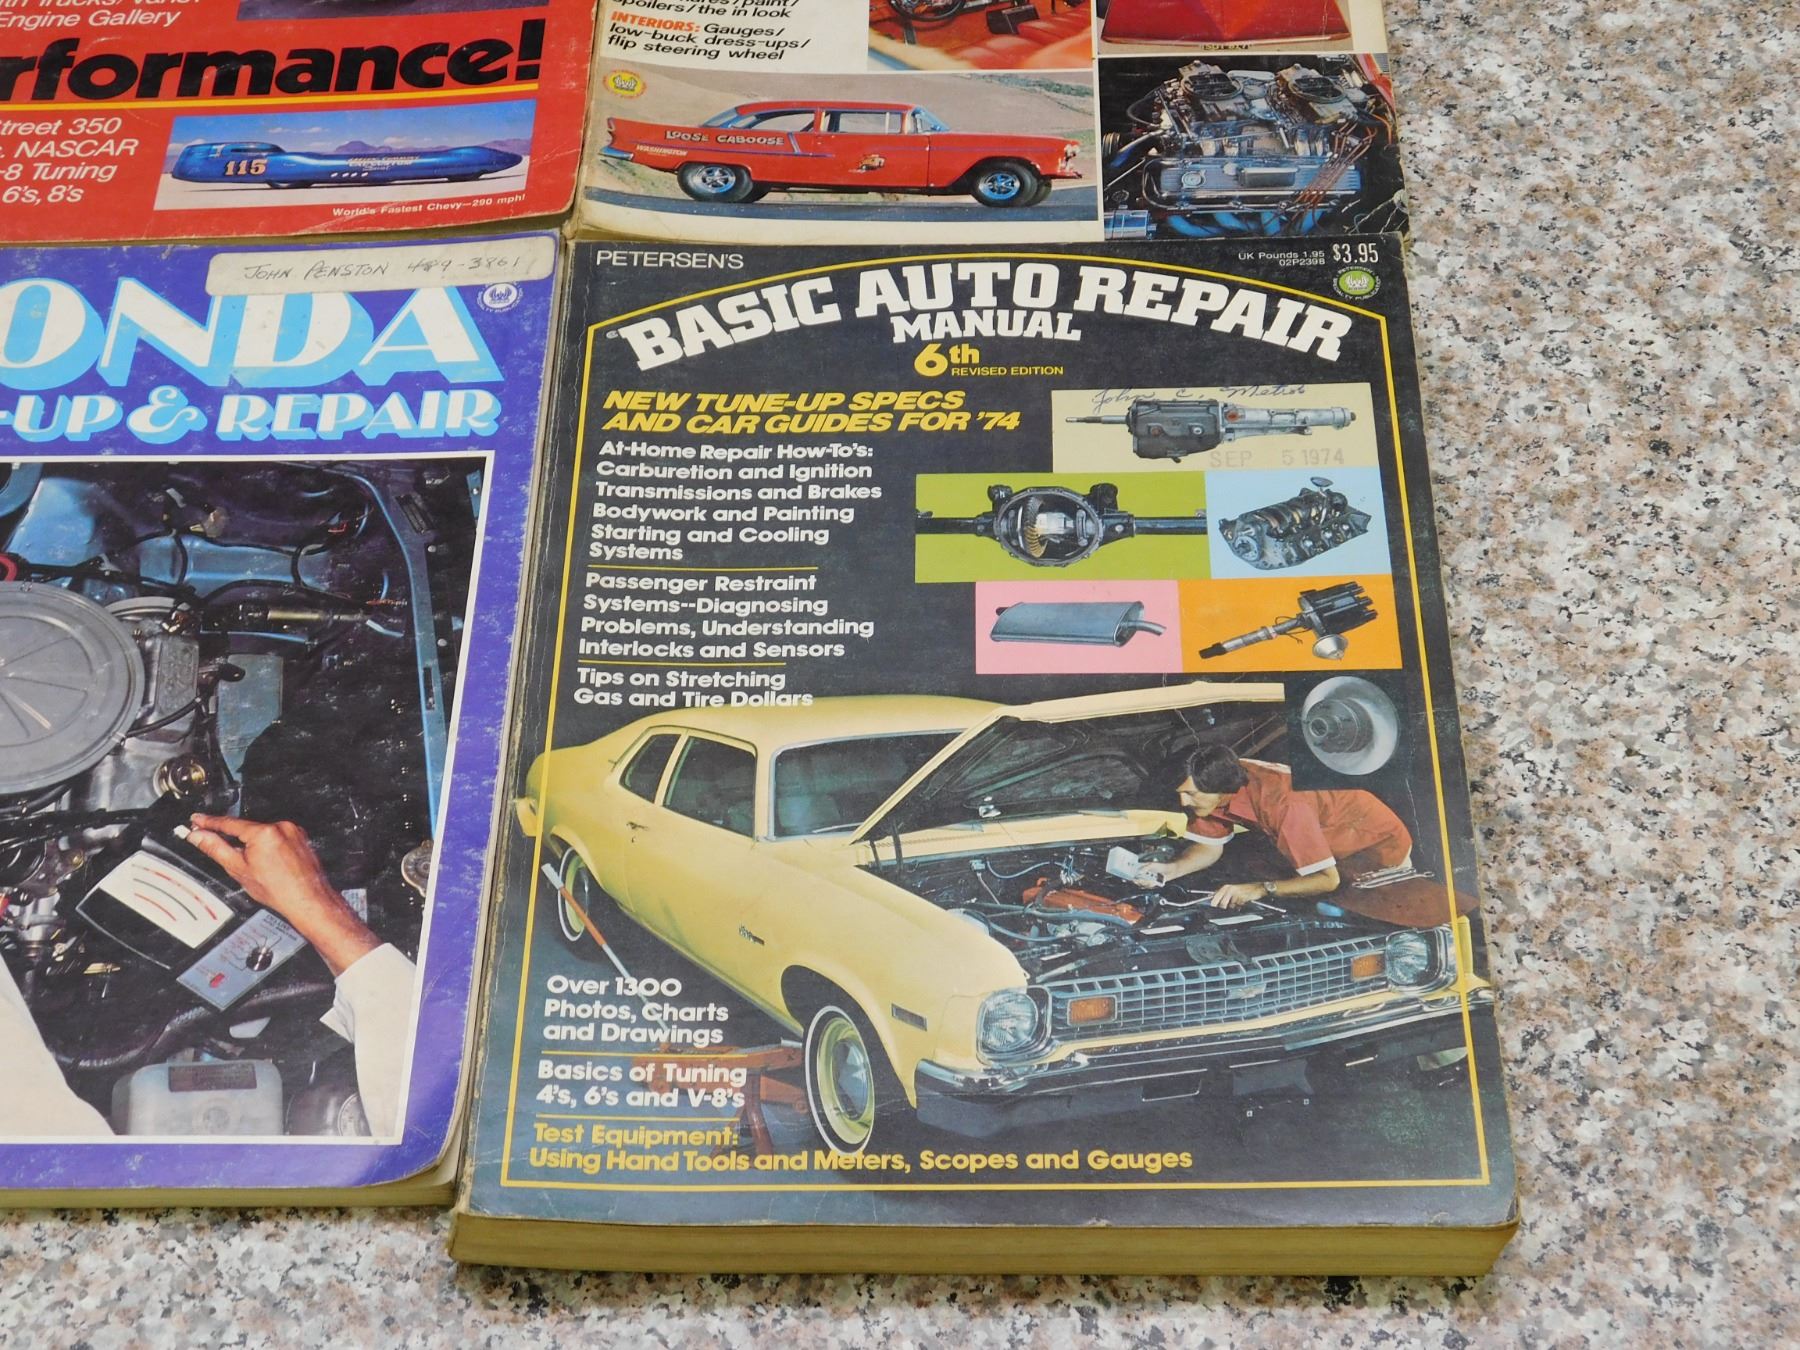 Engine Gallery
rformance!
Street 350
NASCAR
-8 Tuning
6's, 8's
115
World's Fastest Chevy—290 mph!
spoilers/the in look
INTERIORS: Gauges/
low-buck dress-ups/
flip steering wheel
LOOSE CABOOSE
WASHINGTON
JOHN PENSTON 489-3861
ONDA
-UP & REPAIR
PETERSEN'S
UK Pounds 1.95
02P2398
$3.95
BASIC AUTO REPAIR
MANUAL
6th
REVISED EDITION
NEW TUNE-UP SPECS
AND CAR GUIDES FOR '74
John C. Metros
SEP 5 1974
At-Home Repair How-To's:
Carburetion and Ignition
Transmissions and Brakes
Bodywork and Painting
Starting and Cooling
Systems
Passenger Restraint
Systems--Diagnosing
Problems, Understanding
Interlocks and Sensors
Tips on Stretching
Gas and Tire Dollars
Over 1300
Photos, Charts
and Drawings
Basics of Tuning
4's, 6's and V-8's
Test Equipment:
Using Hand Tools and Meters, Scopes and Gauges